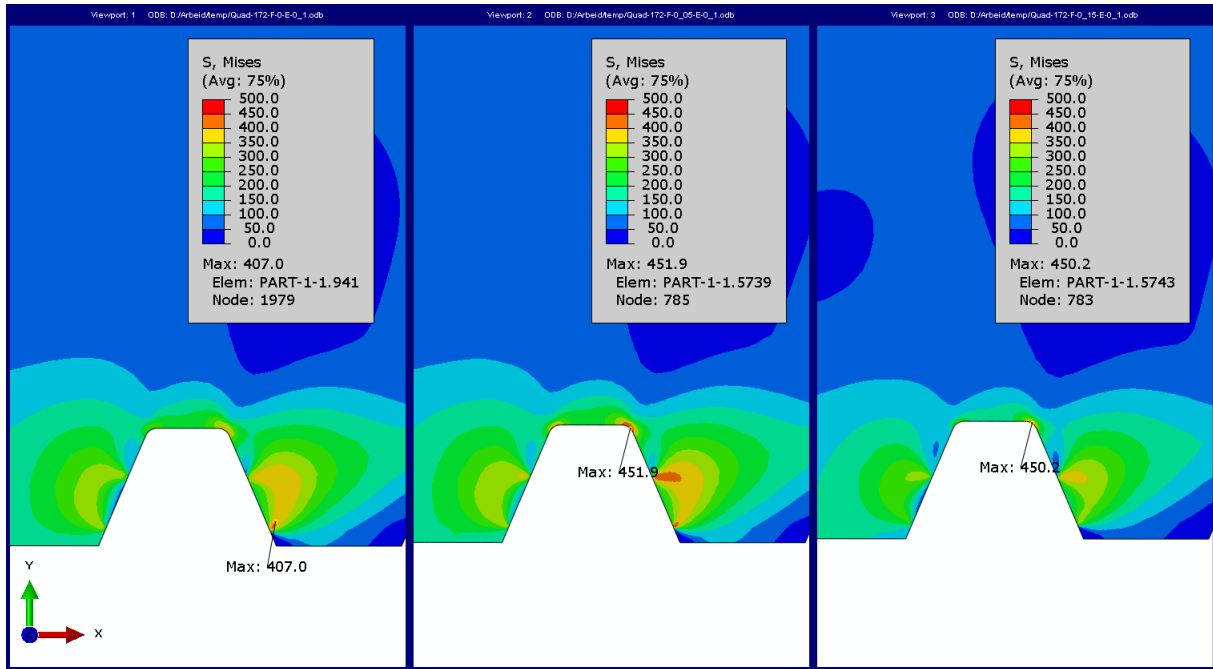 Viewport: 1 ODB: D:/Arbeid/temp/Quad-172-F-0-E-0_1.odb
S, Mises
(Avg: 75%)
500.0
450.0
400.0
350.0
300.0
250.0
200.0
150.0
100.0
50.0
0.0
Max: 407.0
Elem: PART-1-1.941
Node: 1979
Max: 407.0
Y
X
Viewport: 2 ODB: D:/Arbeid/temp/Quad-172-F-0_05-E-0_1.odb
S, Mises
(Avg: 75%)
500.0
450.0
400.0
350.0
300.0
250.0
200.0
150.0
100.0
50.0
0.0
Max: 451.9
Elem: PART-1-1.5739
Node: 785
Max: 451.9
Viewport: 3 ODB: D:/Arbeid/temp/Quad-172-F-0_15-E-0_1.odb
S, Mises
(Avg: 75%)
500.0
450.0
400.0
350.0
300.0
250.0
200.0
150.0
100.0
50.0
0.0
Max: 450.2
Elem: PART-1-1.5743
Node: 783
Max: 450.2